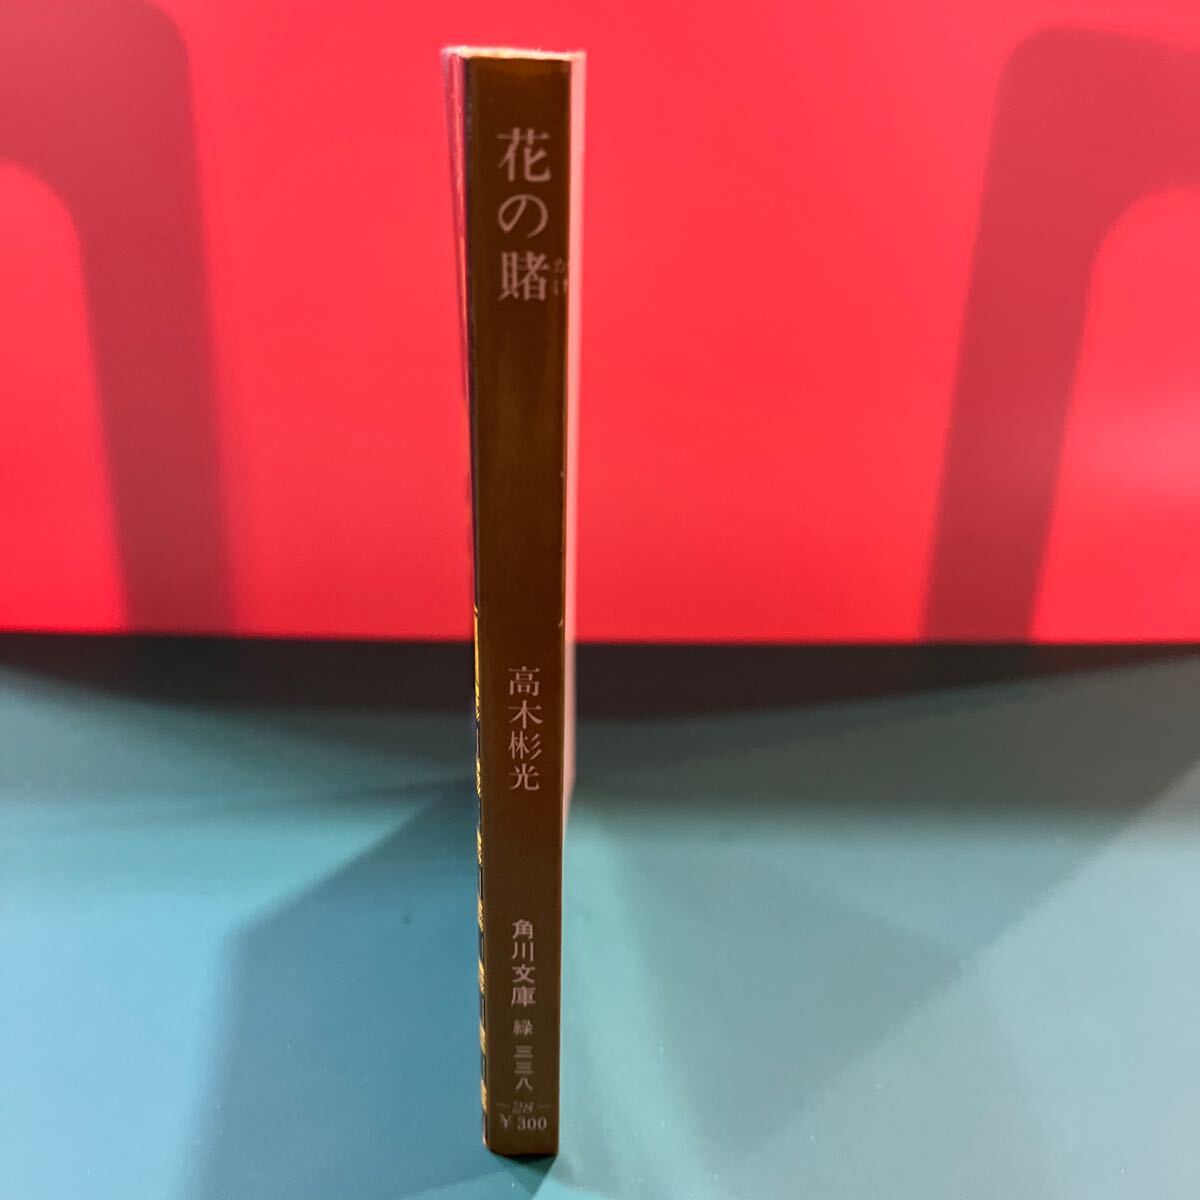 花の賭
かけ
高木彬光
角川文庫
緑 三三八
—28—
¥300